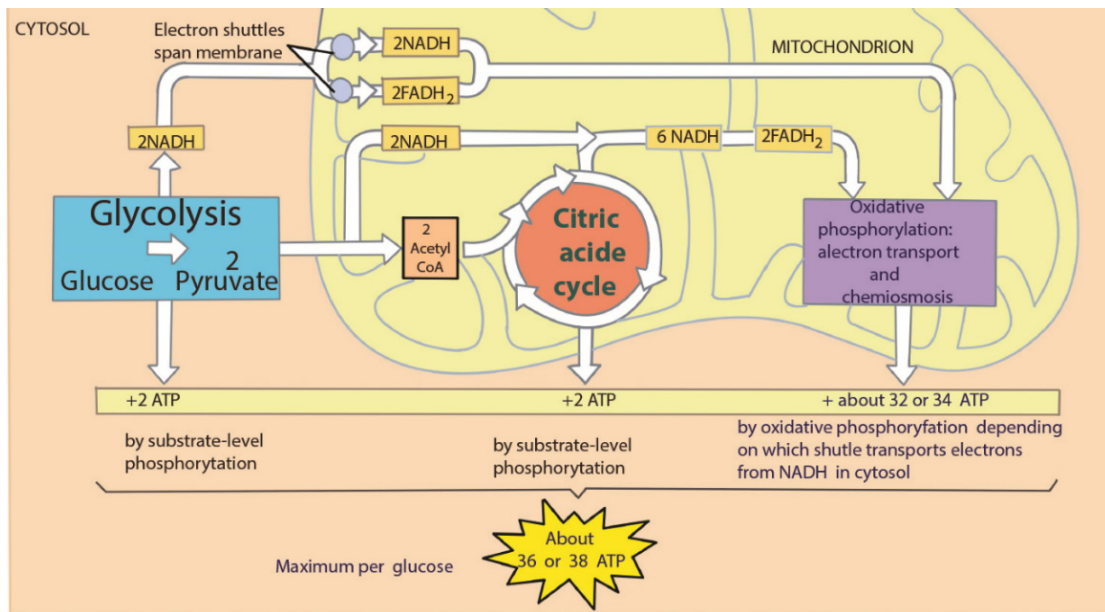 CYTOSOL
Electron shuttles
span membrane
2NADH
2FADH2
MITOCHONDRION
2NADH
2NADH
6 NADH
2FADH2
Glycolysis
2
Glucose Pyruvate
2
Acetyl
CoA
Citric
acide
cycle
Oxidative
phosphorylation:
alectron transport
and
chemiosmosis
+2 ATP
+2 ATP
+ about 32 or 34 ATP
by substrate-level
phosphorytation
by substrate-level
phosphorytation
by oxidative phosphoryfation depending
on which shutle transports electrons
from NADH in cytosol
Maximum per glucose
About
36 or 38 ATP